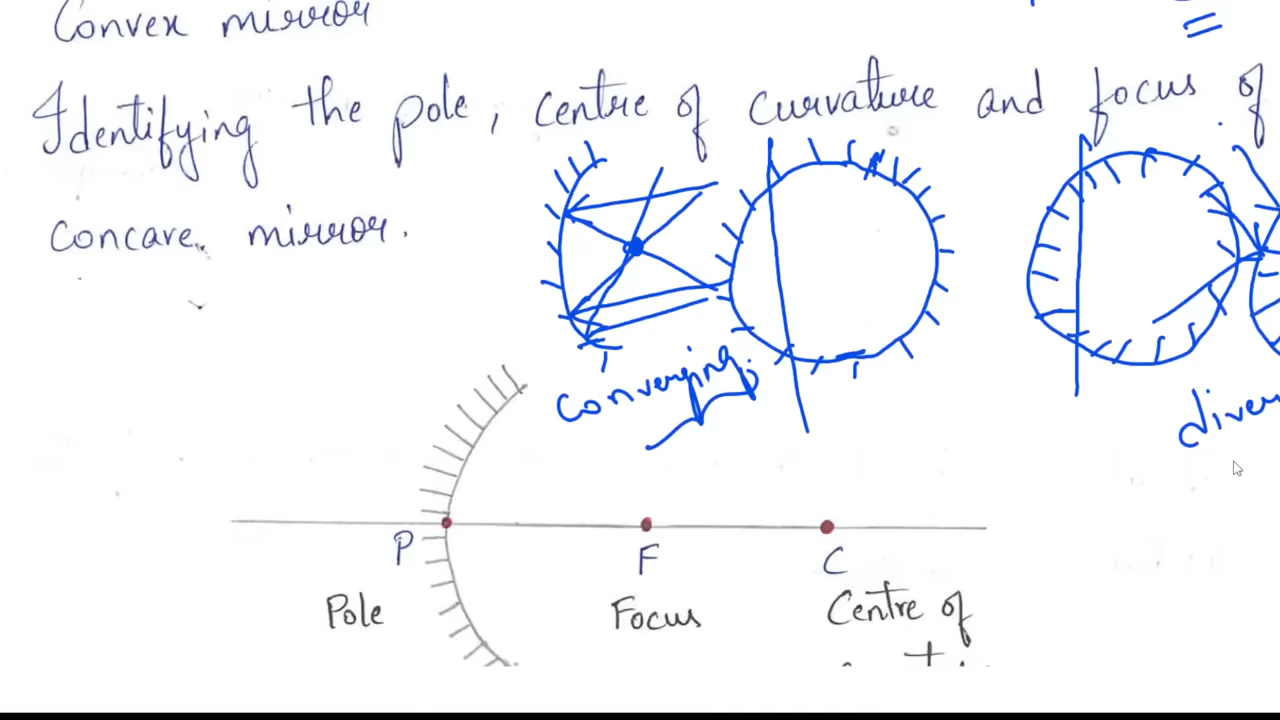 Convex mirror
Identifying the pole, centre of curvature and focus of
concave mirror.
converging
diver
P
F
C
Pole
Focus
Centre of